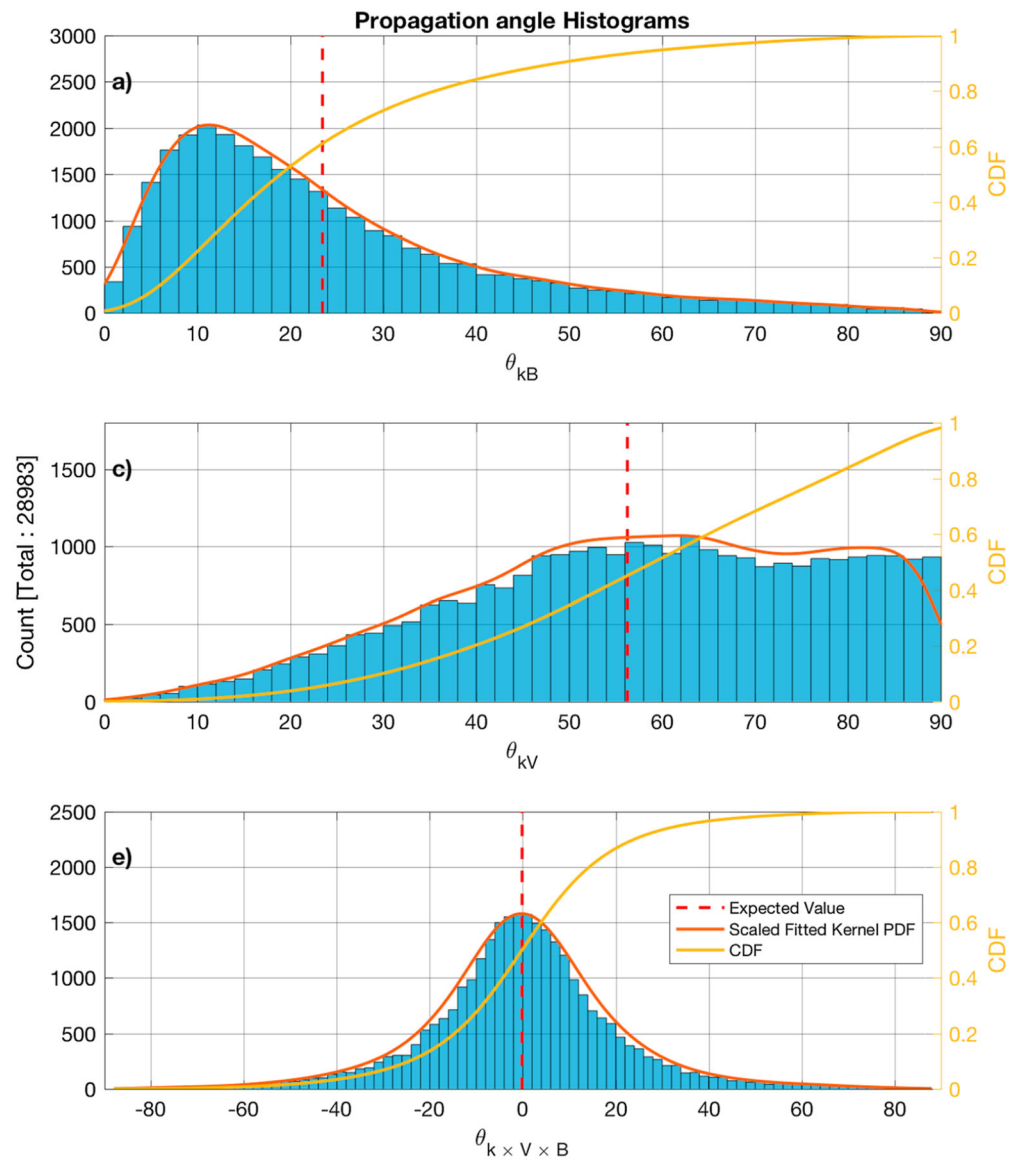 Propagation angle Histograms
3000
2500
2000
1500
1000
500
0
a)
1
0.8
0.6
0.4
0.2
0
CDF
0 10 20 30 40 50 60 70 80 90
θkB
Count [Total : 28983]
1500
1000
500
0
c)
1
0.8
0.6
0.4
0.2
0
CDF
0 10 20 30 40 50 60 70 80 90
θkV
2500
2000
1500
1000
500
0
e)
Expected Value
Scaled Fitted Kernel PDF
CDF
1
0.8
0.6
0.4
0.2
0
CDF
-80 -60 -40 -20 0 20 40 60 80
θk × V × B